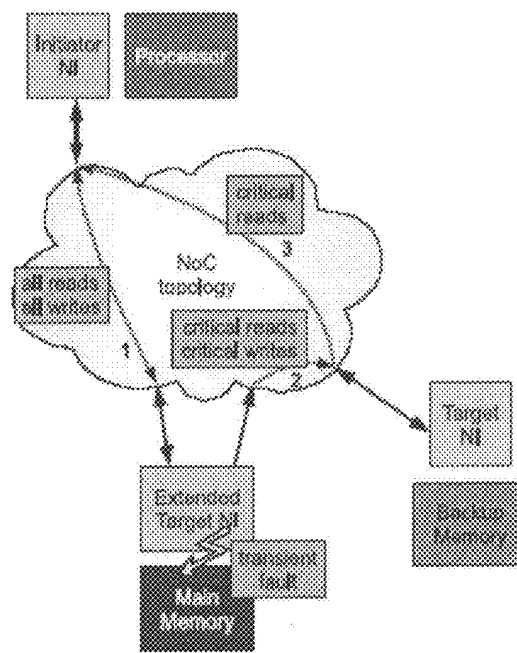 Initiator
NI
Processor
critical
reads
3
NoC
topology
all reads
all writes
critical reads
critical writes
1
2
Target
NI
Extended
Target NI
Backup
Memory
transient
fault
Main
Memory